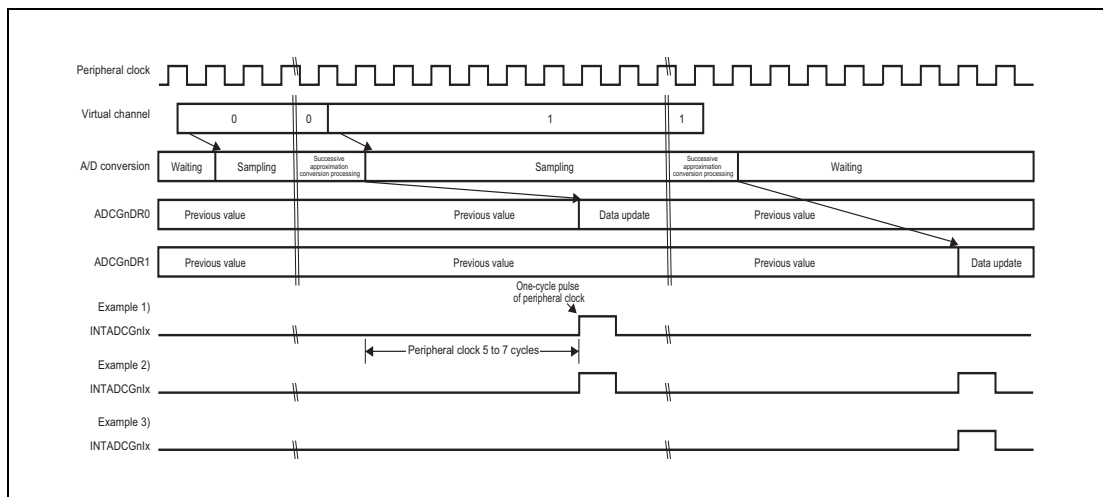 Peripheral clock
Virtual channel
0
0
1
1
A/D conversion
Waiting
Sampling
Successive
approximation
conversion processing
Sampling
Successive
approximation
conversion processing
Waiting
ADCGnDR0
Previous value
Previous value
Data update
Previous value
ADCGnDR1
Previous value
Previous value
Previous value
Data update
One-cycle pulse
of peripheral clock
Example 1)
INTADCGnIx
Peripheral clock 5 to 7 cycles
Example 2)
INTADCGnIx
Example 3)
INTADCGnIx